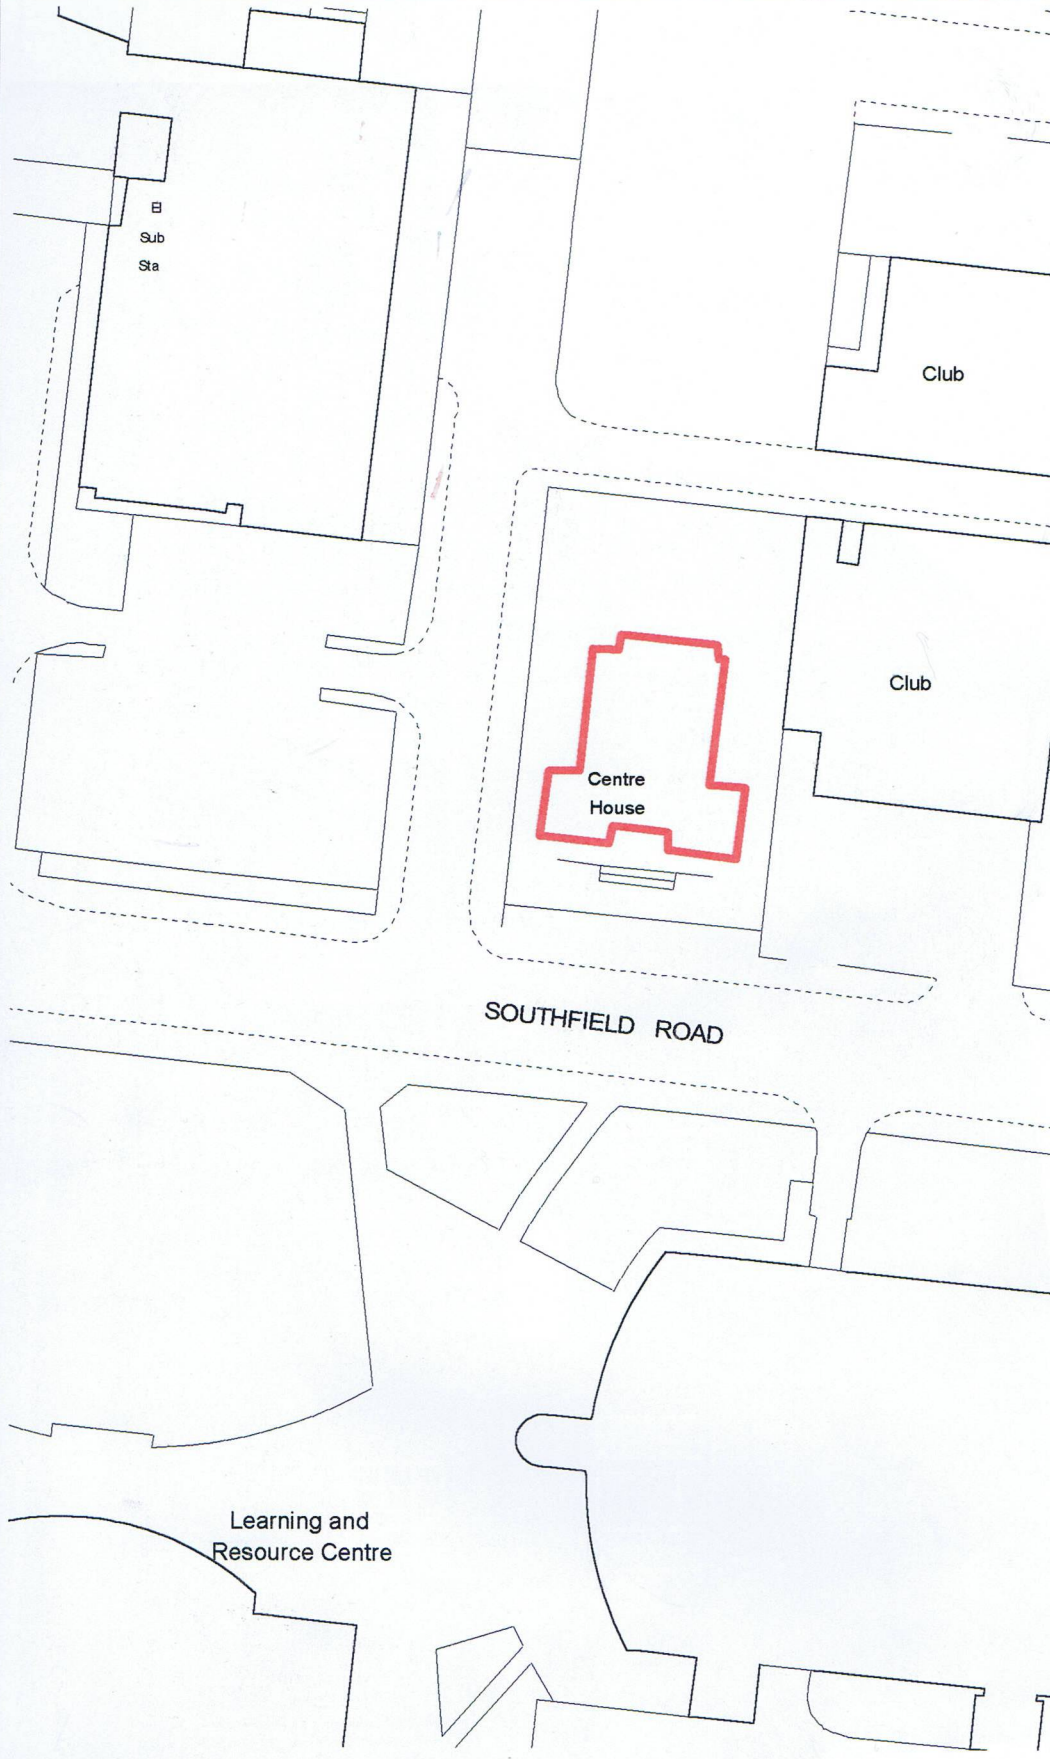 El
Sub
Sta
Club
Club
Centre
House
SOUTHFIELD ROAD
Learning and
Resource Centre